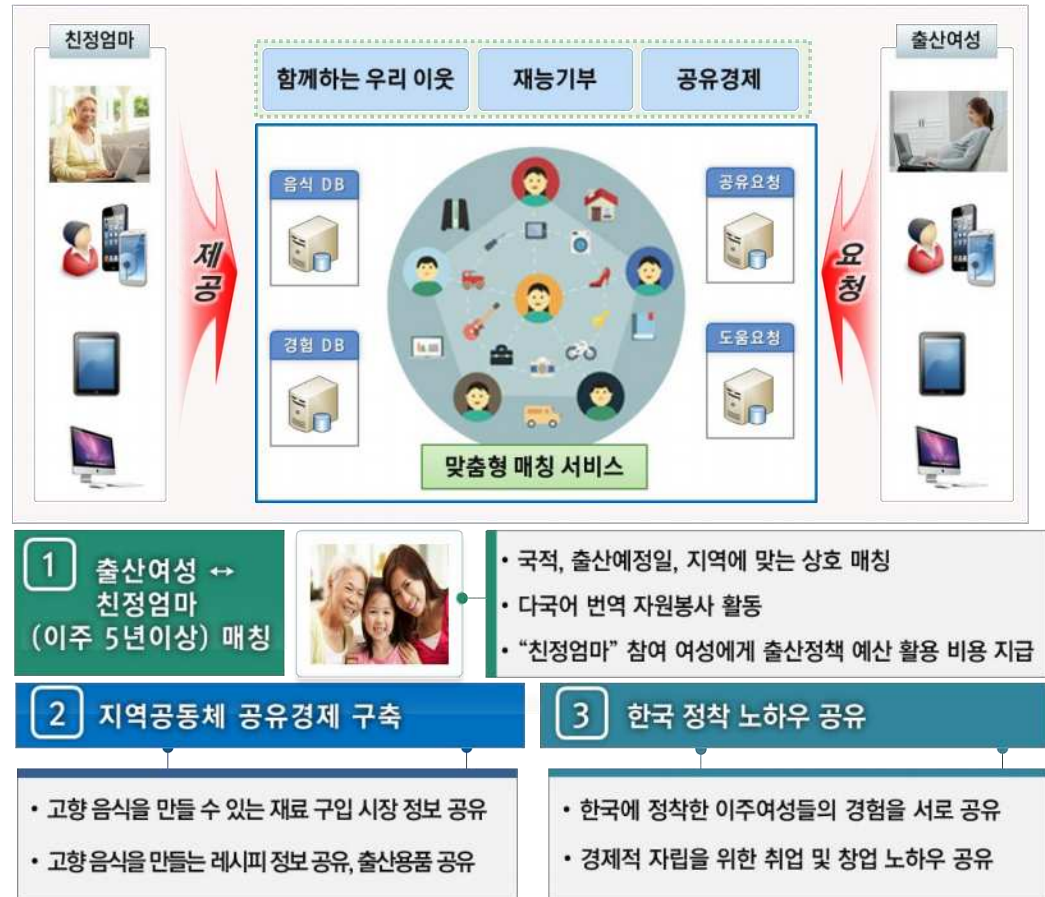 친정엄마
출산여성
함께하는 우리 이웃
재능기부
공유경제
음식 DB
공유요청
제공
요청
경험 DB
도움요청
맞춤형 매칭 서비스
1
출산여성 ↔
친정엄마
(이주 5년이상) 매칭
• 국적, 출산예정일, 지역에 맞는 상호 매칭
• 다국어 번역 자원봉사 활동
• “친정엄마” 참여 여성에게 출산정책 예산 활용 비용 지급
2 지역공동체 공유경제 구축
• 고향 음식을 만들 수 있는 재료 구입 시장 정보 공유
• 고향 음식을 만드는 레시피 정보 공유, 출산용품 공유
3 한국 정착 노하우 공유
• 한국에 정착한 이주여성들의 경험을 서로 공유
• 경제적 자립을 위한 취업 및 창업 노하우 공유